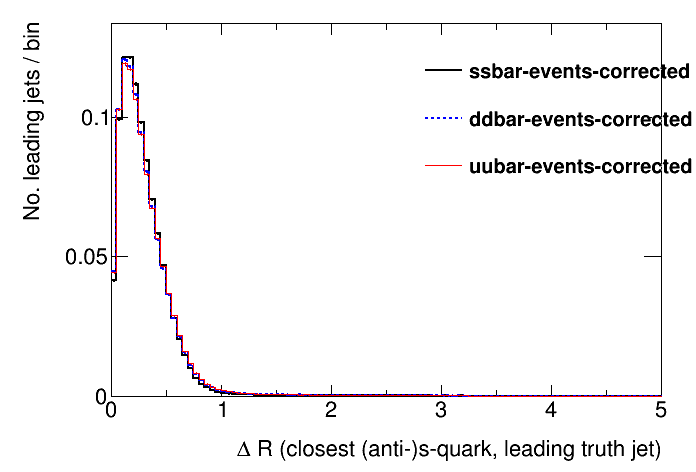 No. leading jets / bin
0.1
0.05
0
ssbar-events-corrected
ddbar-events-corrected
uubar-events-corrected
0 1 2 3 4 5
Δ R (closest (anti-)s-quark, leading truth jet)